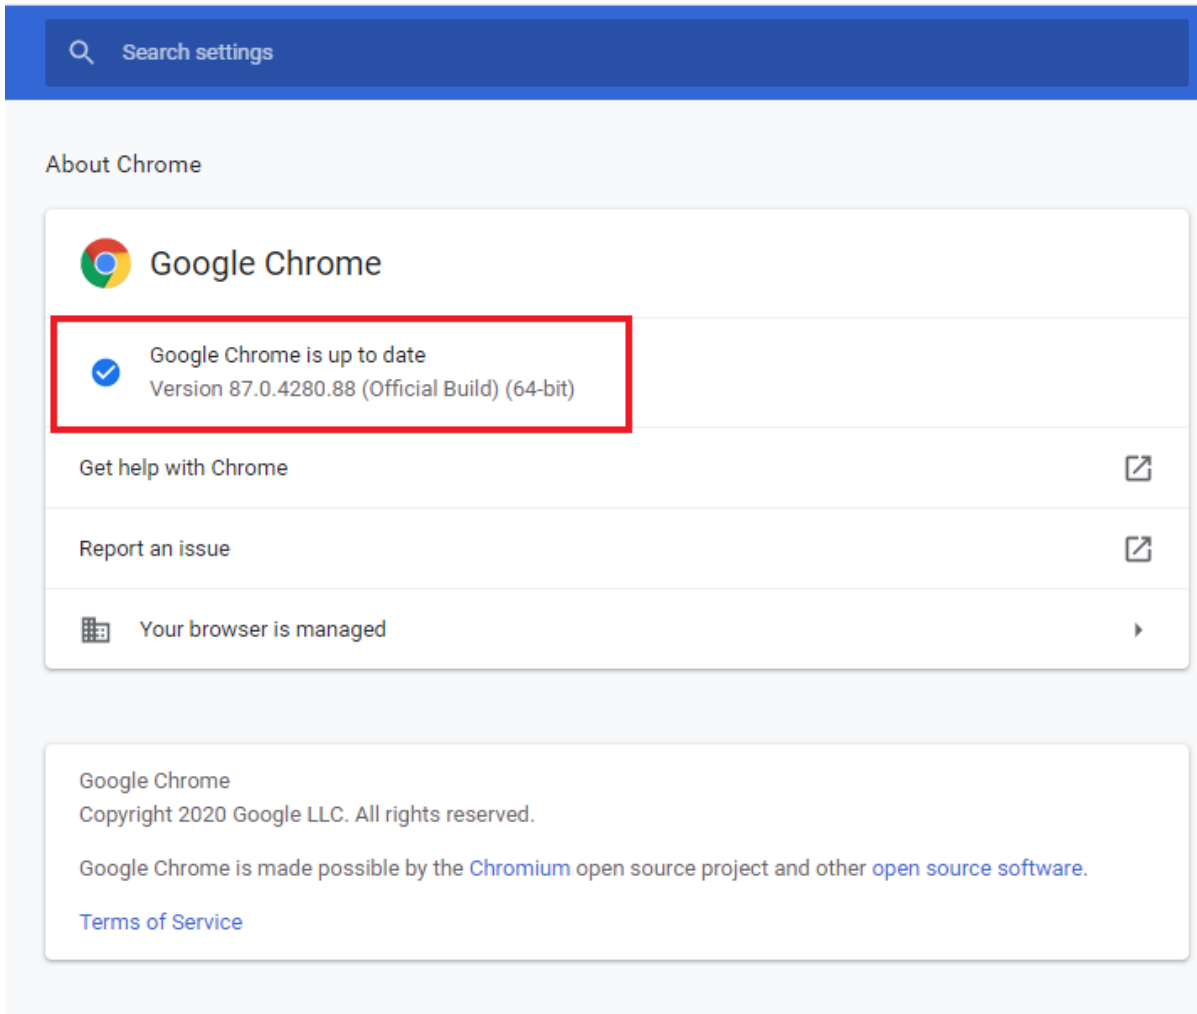 Search settings
About Chrome
Google Chrome
Google Chrome is up to date
Version 87.0.4280.88 (Official Build) (64-bit)
Get help with Chrome
Report an issue
Your browser is managed
Google Chrome
Copyright 2020 Google LLC. All rights reserved.
Google Chrome is made possible by the Chromium open source project and other open source software.
Terms of Service